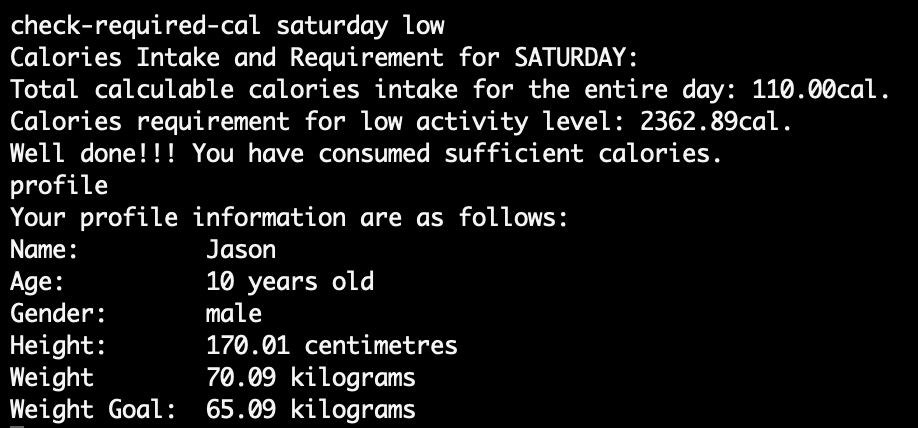 check-required-cal saturday low
Calories Intake and Requirement for SATURDAY:
Total calculable calories intake for the entire day: 110.00cal.
Calories requirement for low activity level: 2362.89cal.
Well done!!! You have consumed sufficient calories.
profile
Your profile information are as follows:
Name: Jason
Age: 10 years old
Gender: male
Height: 170.01 centimetres
Weight 70.09 kilograms
Weight Goal: 65.09 kilograms